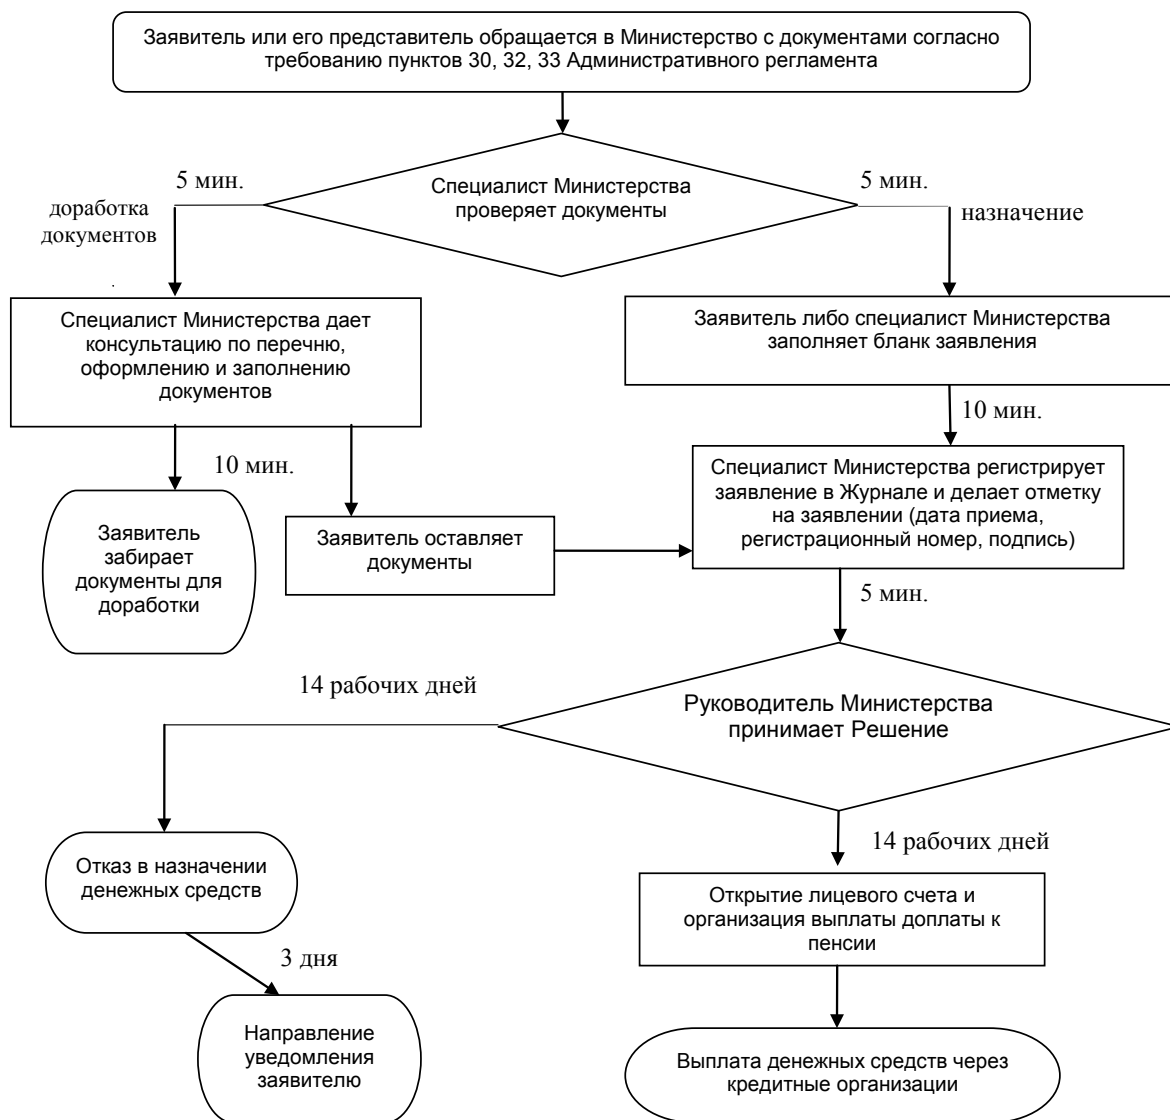 Заявитель или его представитель обращается в Министерство с документами согласно
требованию пунктов 30, 32, 33 Административного регламента
5 мин.
Специалист Министерства
проверяет документы
5 мин.
доработка
документов
назначение
Специалист Министерства дает
консультацию по перечню,
оформлению и заполнению
документов
Заявитель либо специалист Министерства
заполняет бланк заявления
10 мин.
10 мин.
Заявитель
забирает
документы для
доработки
Заявитель оставляет
документы
Специалист Министерства регистрирует
заявление в Журнале и делает отметку
на заявлении (дата приема,
регистрационный номер, подпись)
5 мин.
14 рабочих дней
Руководитель Министерства
принимает Решение
14 рабочих дней
Отказ в назначении
денежных средств
Открытие лицевого счета и
организация выплаты доплаты к
пенсии
3 дня
Направление
уведомления
заявителю
Выплата денежных средств через
кредитные организации